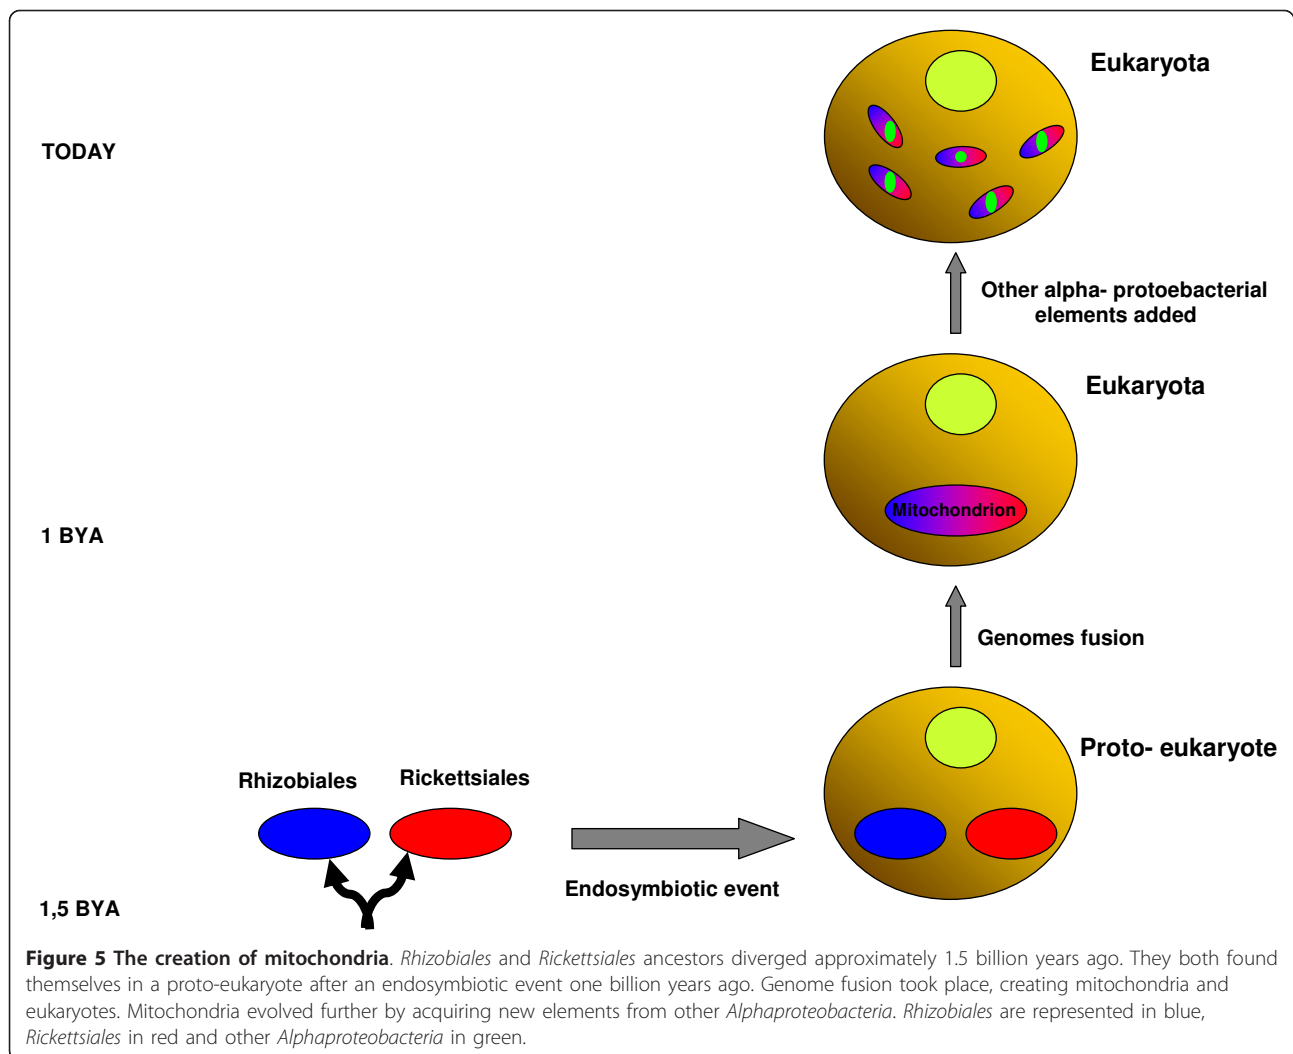 Eukaryota
TODAY
Other alpha- protoebacterial
elements added
Eukaryota
Mitochondrion
1 BYA
Genomes fusion
Proto- eukaryote
Rhizobiales
Rickettsiales
Endosymbiotic event
1,5 BYA
Figure 5 The creation of mitochondria. Rhizobiales and Rickettsiales ancestors diverged approximately 1.5 billion years ago. They both found
themselves in a proto-eukaryote after an endosymbiotic event one billion years ago. Genome fusion took place, creating mitochondria and
eukaryotes. Mitochondria evolved further by acquiring new elements from other Alphaproteobacteria. Rhizobiales are represented in blue,
Rickettsiales in red and other Alphaproteobacteria in green.